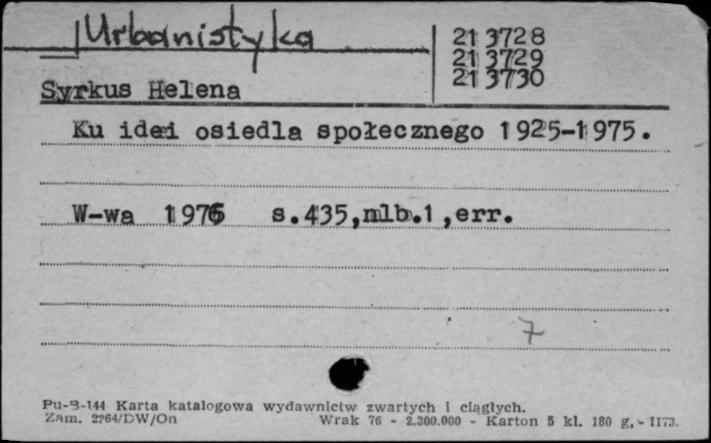 Urbanistyka
21 3728
21 3729
21 3730
Syrkus Helena
Ku idei osiedla społecznego 1925-1975.
W-wa 1976 s.435,nlb.1,err.
7
Pu-B-144 Karta katalogowa wydawnictw zwartych i ciągłych.
Zam. 2264/DW/On Wrak 76 - 2.300.000 - Karton 5 kl. 180 g, - II73.